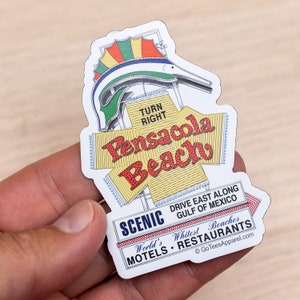 TURN
RIGHT
Pensacola
Beach
SCENIC
DRIVE EAST ALONG
GULF OF MEXICO
World's Whitest Beaches
MOTELS · RESTAURANTS
© GoTeesApparel.com